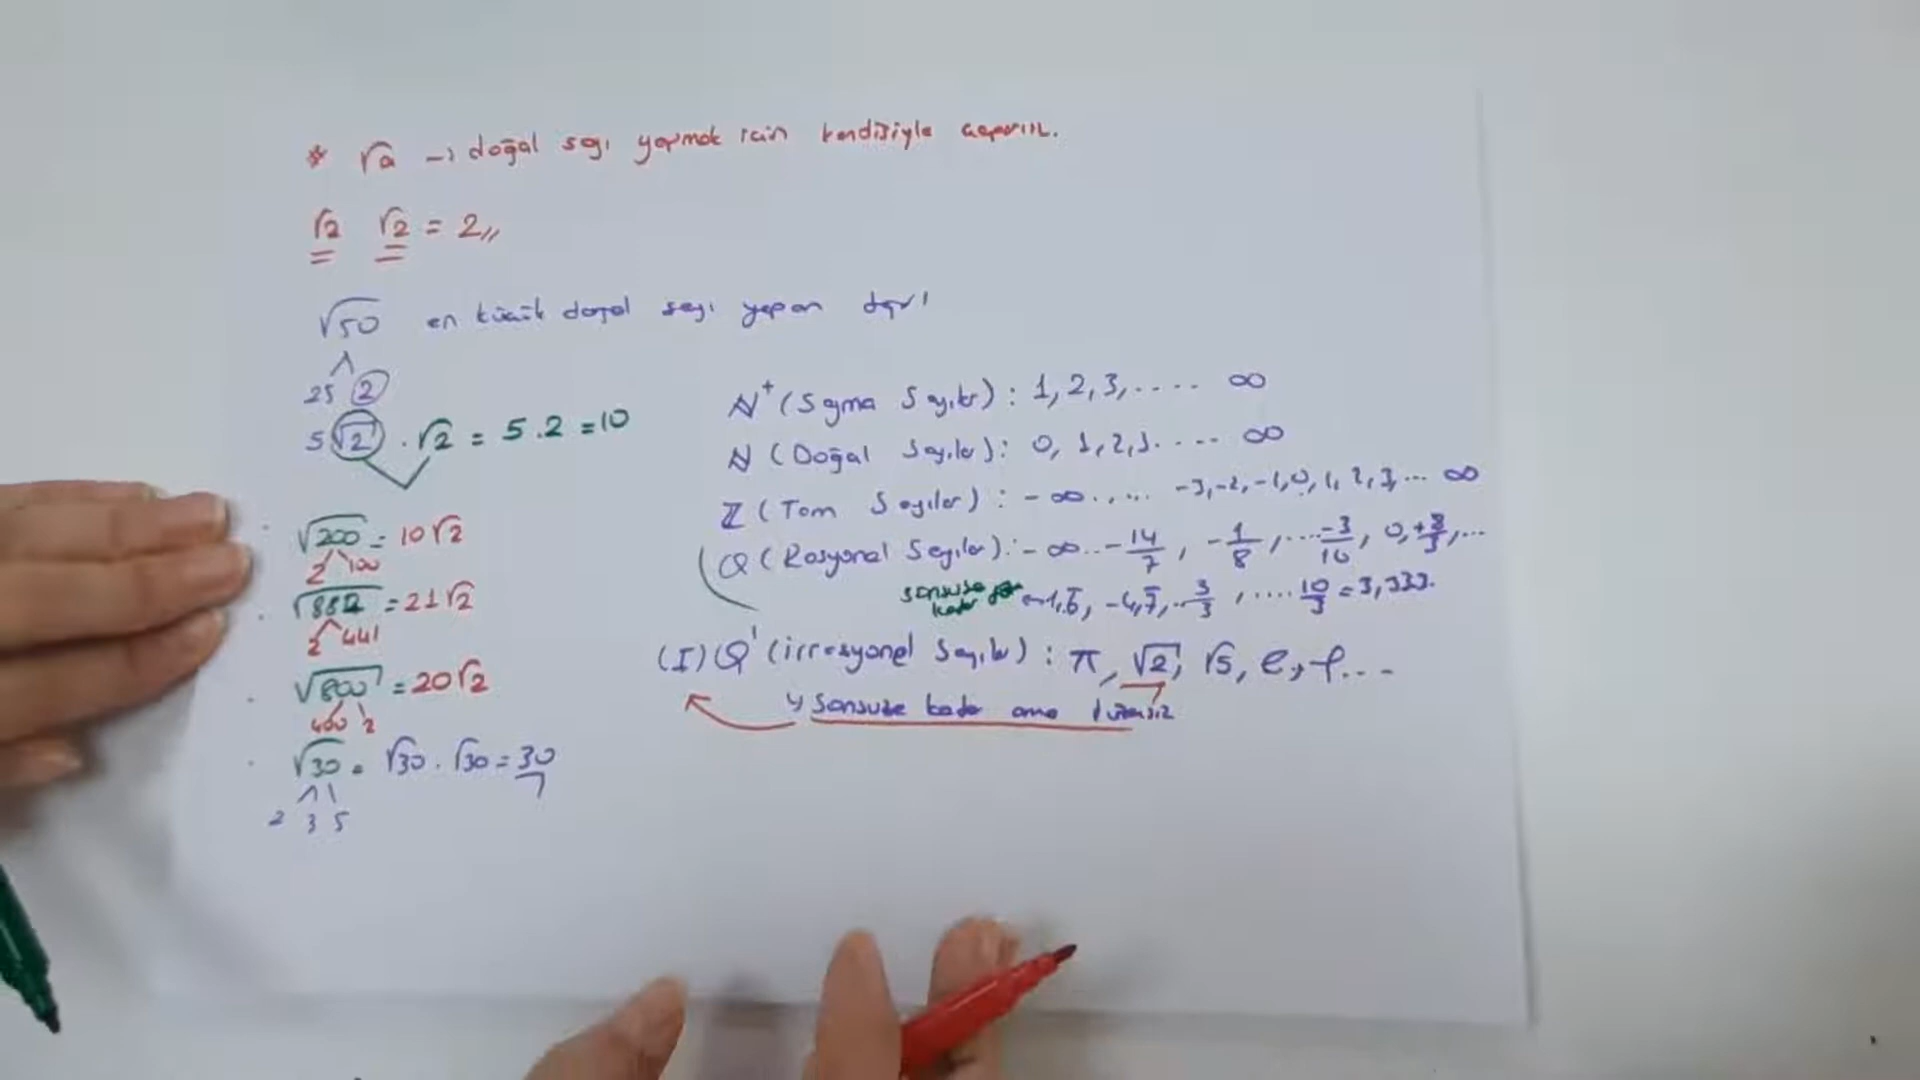 * √a → doğal sayı yapmak için kendisiyle çarparız.
√2 √2 = 2//
√50 en küçük doğal sayı yapan değer
25 2
5√2 . √2 = 5.2 = 10
√200 = 10√2
2 100
√882 = 21√2
2 441
√800 = 20√2
400 2
√30 = √30 . √30 = 30
2 3 5
N⁺ (Sayma Sayılar) : 1, 2, 3, .... ∞
N (Doğal Sayılar) : 0, 1, 2, 3. .... ∞
Z (Tam Sayılar) : -∞ ..... -3, -2, -1, 0, 1, 2, 3, ... ∞
Q (Rasyonel Sayılar) : -∞ .. -14/7, -1/8, .... -3/16, 0, +8/3, ...
sonsuza kadar -1,6̅, -4,7̅, .. 3/3, .... 10/3 = 3,333.
(I) Q' (irrasyonel Sayılar) : π, √2, √5, e, φ...
↳ Sonsuza kadar ama düzensiz